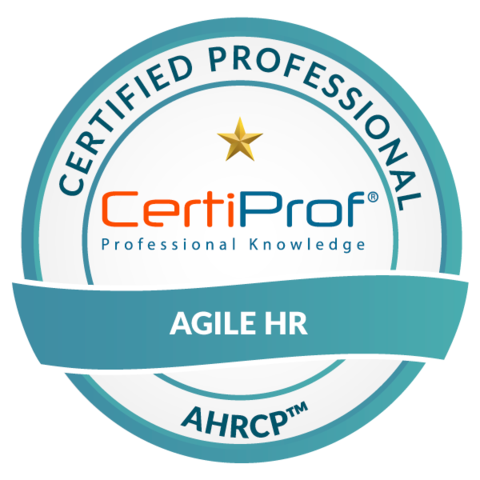 CERTIFIED PROFESSIONAL
CertiProf®
Professional Knowledge
AGILE HR
AHRCP™